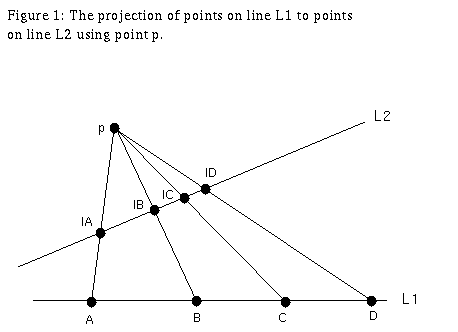 Figure 1: The projection of points on line L1 to points
on line L2 using point p.
L2
p
ID
IC
IB
IA
L1
A
B
C
D